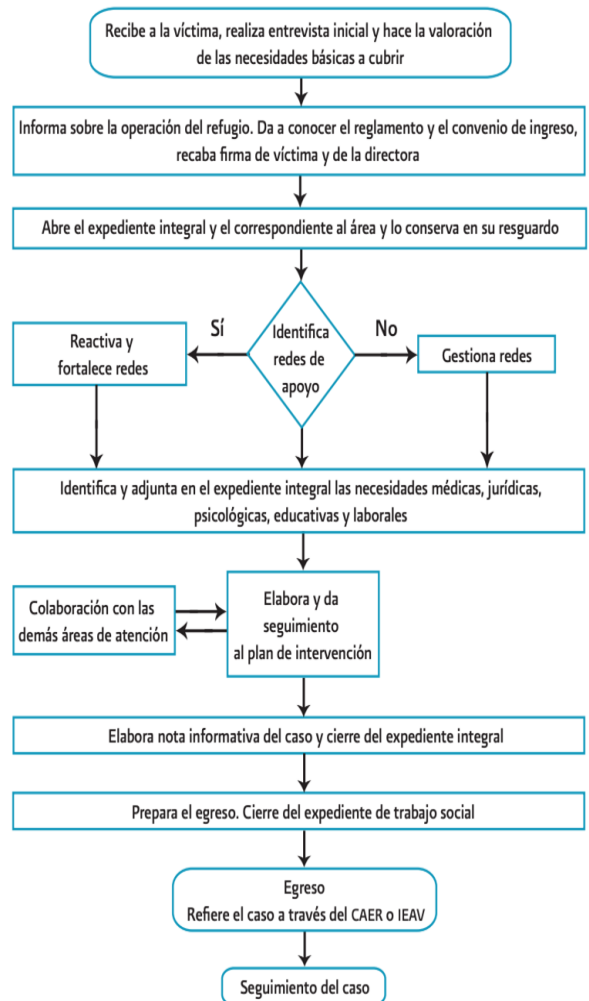 Recibe a la víctima, realiza entrevista inicial y hace la valoración
de las necesidades básicas a cubrir
Informa sobre la operación del refugio. Da a conocer el reglamento y el convenio de ingreso,
recaba firma de víctima y de la directora
Abre el expediente integral y el correspondiente al área y lo conserva en su resguardo
Identifica
redes de
apoyo
Sí
No
Reactiva y
fortalece redes
Gestiona redes
Identifica y adjunta en el expediente integral las necesidades médicas, jurídicas,
psicológicas, educativas y laborales
Colaboración con las
demás áreas de atención
Elabora y da
seguimiento
al plan de intervención
Elabora nota informativa del caso y cierre del expediente integral
Prepara el egreso. Cierre del expediente de trabajo social
Egreso
Refiere el caso a través del CAER o IEAV
Seguimiento del caso